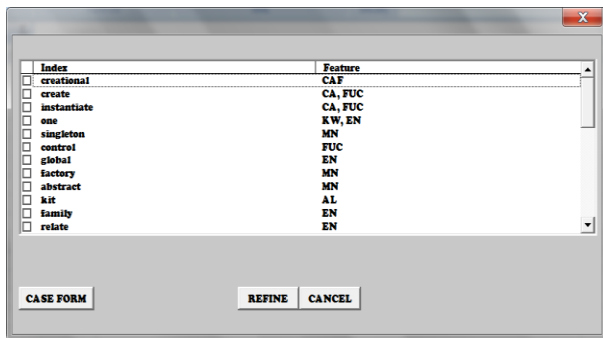 X
Index Feature
creational CAF
create CA, FUC
instantiate CA, FUC
one KW, EN
singleton MN
control FUC
global EN
factory MN
abstract MN
kit AL
family EN
relate EN
CASE FORM REFINE CANCEL